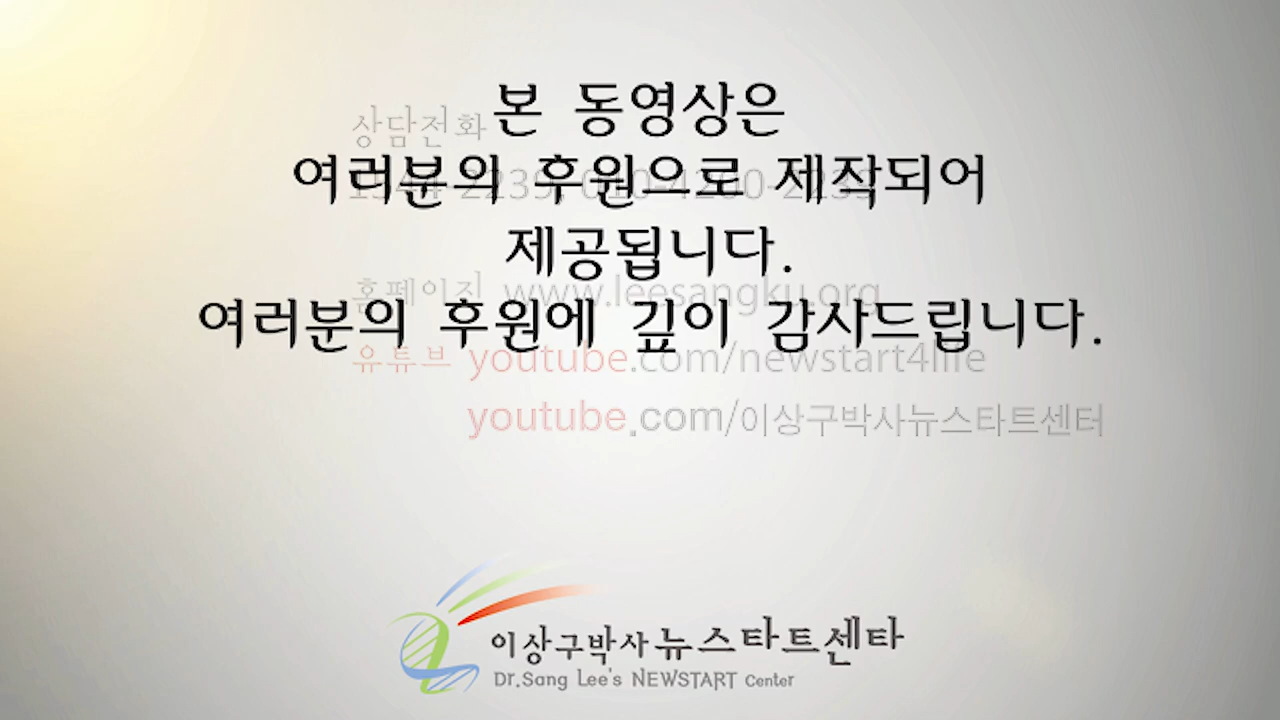 본 동영상은
상담전화
여러분의 후원으로 제작되어
제공됩니다.
홈페이지 www.leesangku.org
여러분의 후원에 깊이 감사드립니다.
유튜브 youtube.com/newstart4life
youtube.com/이상구박사뉴스타트센터
이상구박사 뉴스타트센타
Dr.Sang Lee's NEWSTART Center